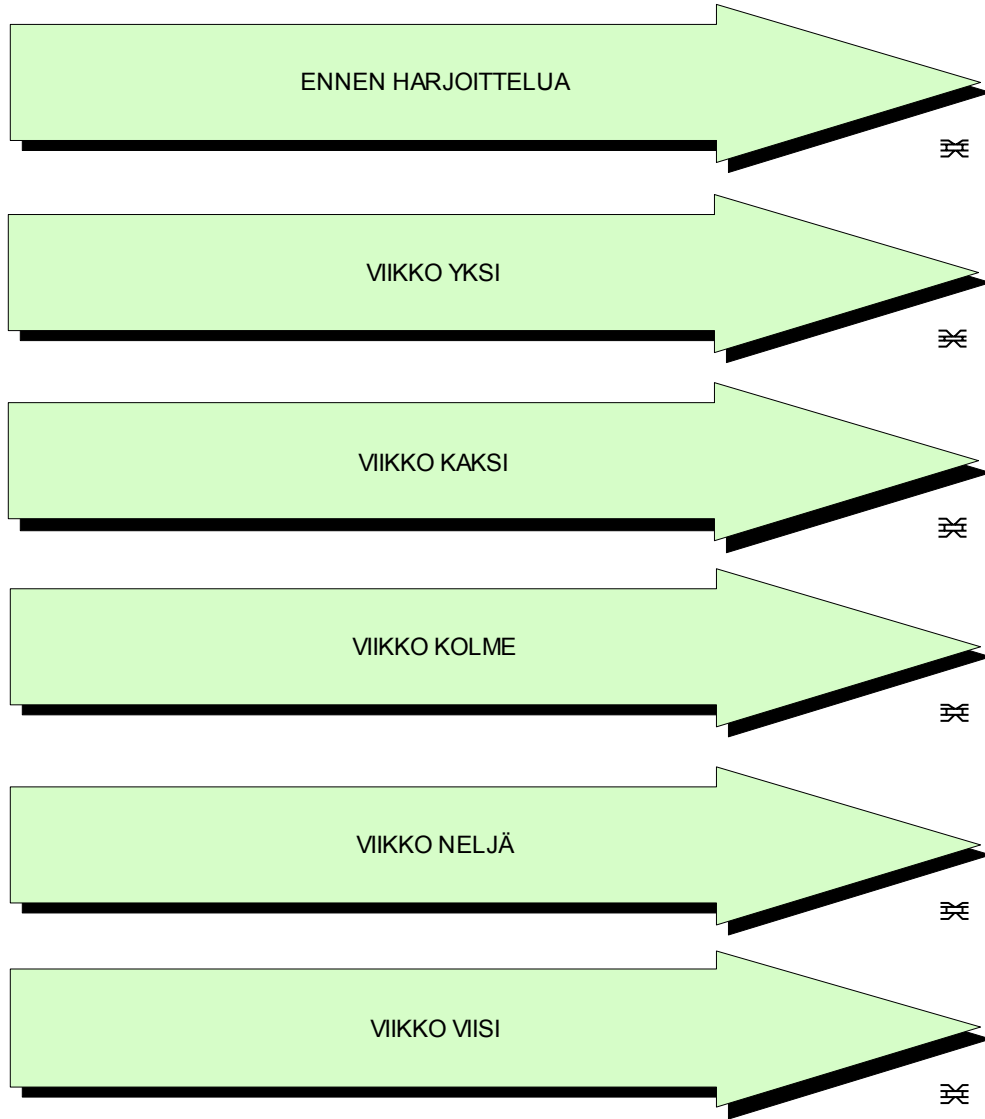 ENNEN HARJOITTELUA
VIIKKO YKSI
VIIKKO KAKSI
VIIKKO KOLME
VIIKKO NELJÄ
VIIKKO VIISI